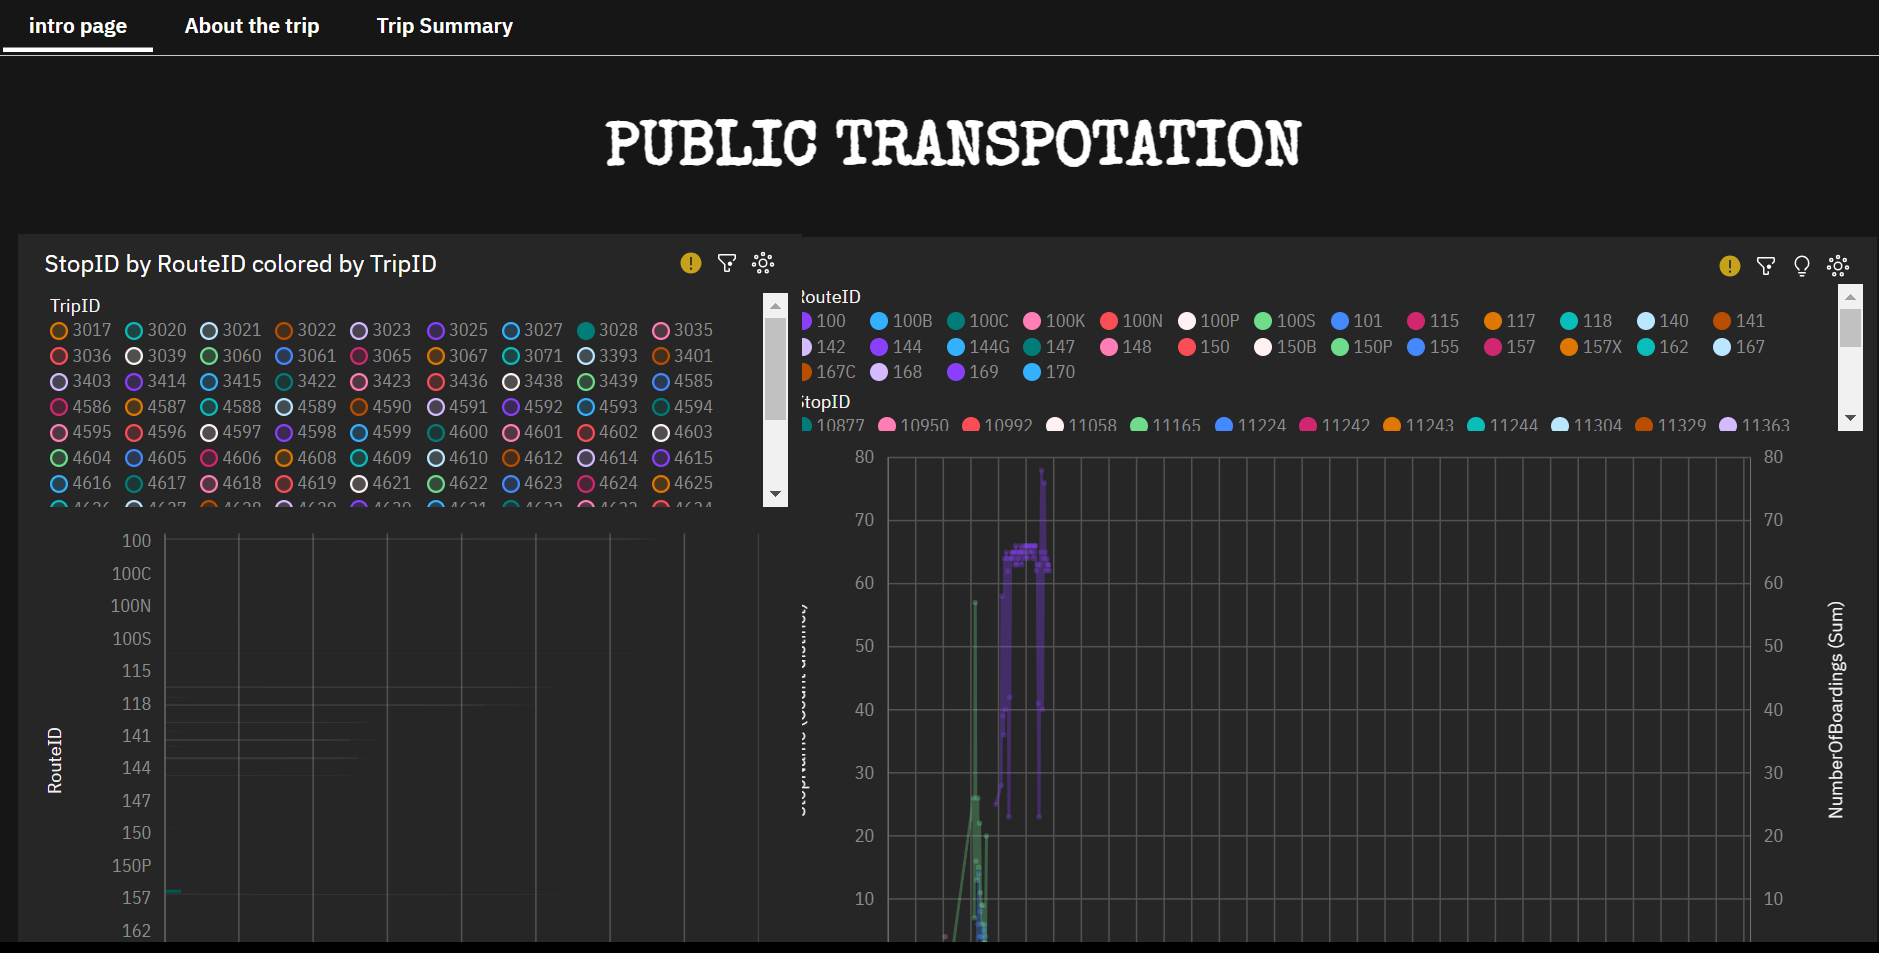 intro page About the trip Trip Summary
PUBLIC TRANSPOTATION
StopID by RouteID colored by TripID
TripID
3017 3020 3021 3022 3023 3025 3027 3028 3035
3036 3039 3060 3061 3065 3067 3071 3393 3401
3403 3414 3415 3422 3423 3436 3438 3439 4585
4586 4587 4588 4589 4590 4591 4592 4593 4594
4595 4596 4597 4598 4599 4600 4601 4602 4603
4604 4605 4606 4608 4609 4610 4612 4614 4615
4616 4617 4618 4619 4621 4622 4623 4624 4625
RouteID
100
100C
100N
100S
115
118
141
144
147
150
150P
157
162
RouteID
100 100B 100C 100K 100N 100P 100S 101 115 117 118 140 141
142 144 144G 147 148 150 150B 150P 155 157 157X 162 167
167C 168 169 170
StopID
10877 10950 10992 11058 11165 11224 11242 11243 11244 11304 11329 11363
80
70
60
50
40
30
20
10
80
70
60
50
40
30
20
10
NumberOfBoardings (Sum)